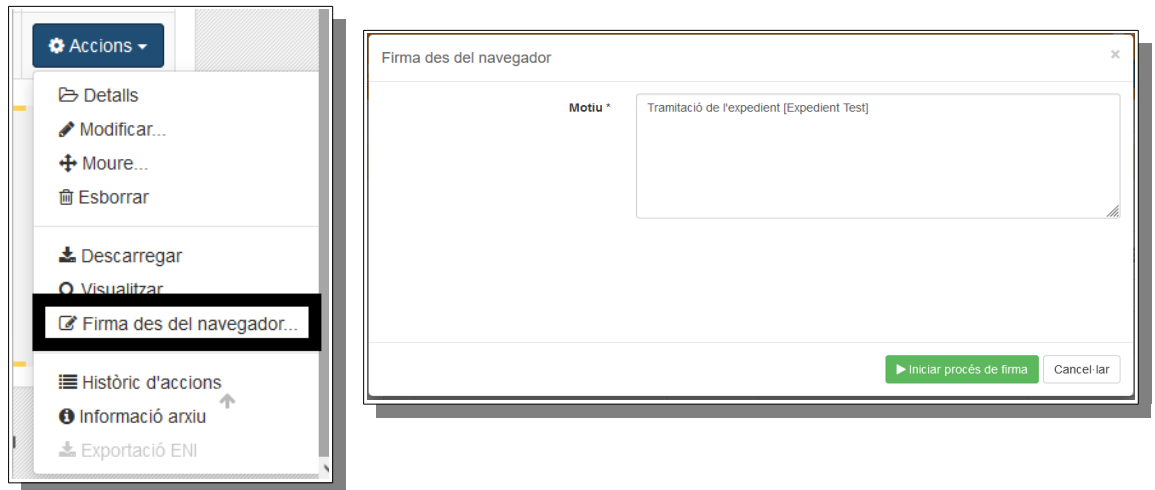 Accions
Detalls
Modificar...
Moure...
Esborrar
Descarregar
Visualitzar
Firma des del navegador...
Històric d'accions
Informació arxiu
Exportació ENI
Firma des del navegador ×
Motiu * Tramitació de l'expedient [Expedient Test]
Iniciar procés de firma Cancel·lar